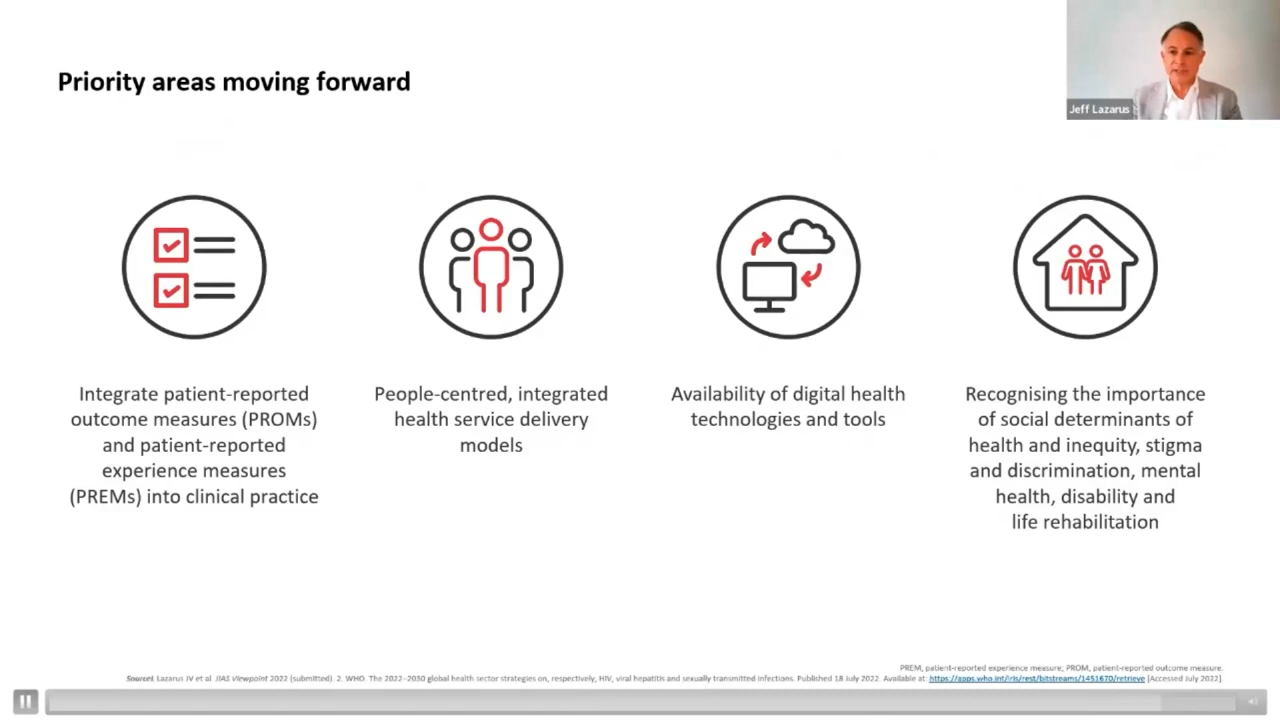 Priority areas moving forward
Jeff Lazarus
Integrate patient-reported
outcome measures (PROMs)
and patient-reported
experience measures
(PREMs) into clinical practice
People-centred, integrated
health service delivery
models
Availability of digital health
technologies and tools
Recognising the importance
of social determinants of
health and inequity, stigma
and discrimination, mental
health, disability and
life rehabilitation
PREM, patient-reported experience measure; PROM, patient-reported outcome measure.
Lazarus JV et al. JIAS Viewpoint 2022 (submitted). 2. WHO. The 2022–2030 global health sector strategies on, respectively, HIV, viral hepatitis and sexually transmitted infections. Published 18 July 2022. Available at: https://apps.who.int/iris/rest/bitstreams/1451670/retrieve [Accessed July 2022].